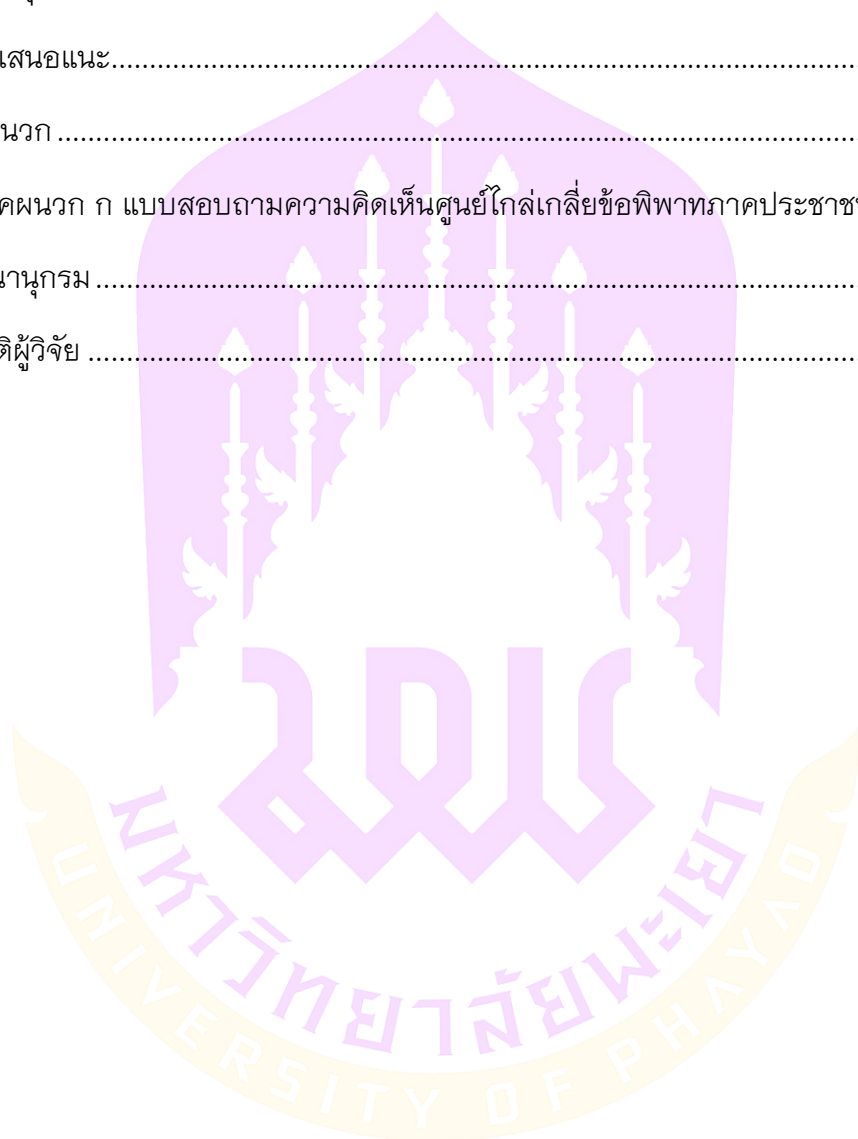 เสนอแนะ................................................................................................
นวก ................................................................................................
คผนวก ก แบบสอบถามความคิดเห็นศูนย์ไกล่เกลี่ยข้อพิพาทภาคประชาช
นานุกรม ................................................................................................
ติผู้วิจัย ................................................................................................
มหาวิทยาลัยพะเยา
UNIVERSITY OF PHAYAO